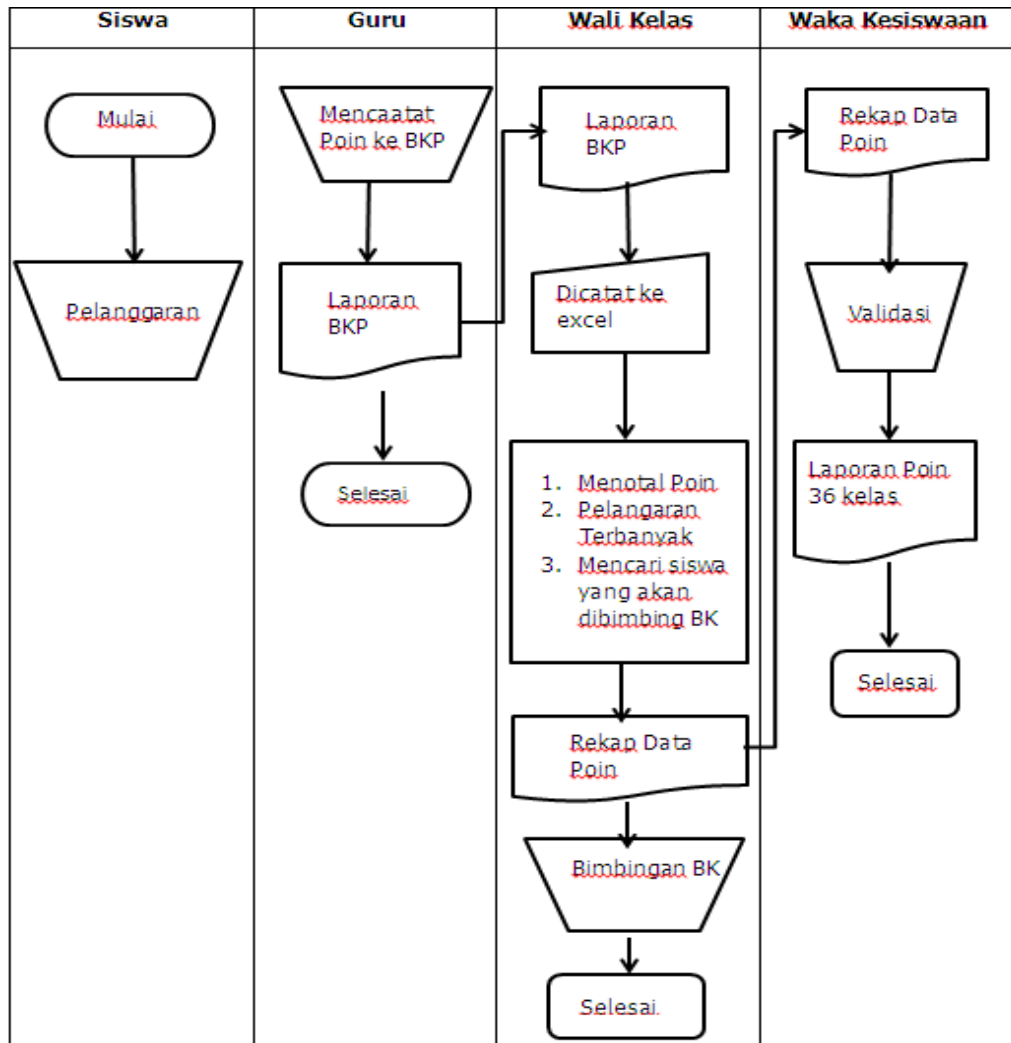 Siswa
Guru
Wali Kelas
Waka Kesiswaan
Mulai
Pelanggaran
Mencaatat
Poin ke BKP
Laporan
BKP
Selesai
Laporan
BKP
Dicatat ke
excel
1. Menotal Poin
2. Pelangaran
Terbanyak
3. Mencari siswa
yang akan
dibimbing BK
Rekap Data
Poin
Bimbingan BK
Selesai.
Rekap Data
Poin
Validasi
Laporan Poin
36 kelas
Selesai